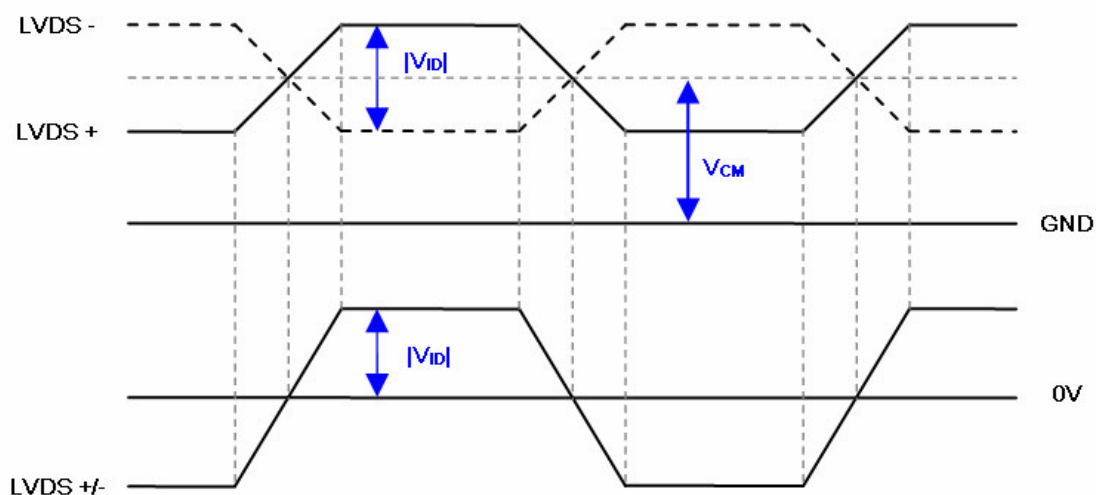 LVDS -
|VID|
LVDS +
VCM
GND
|VID|
0V
LVDS +/-